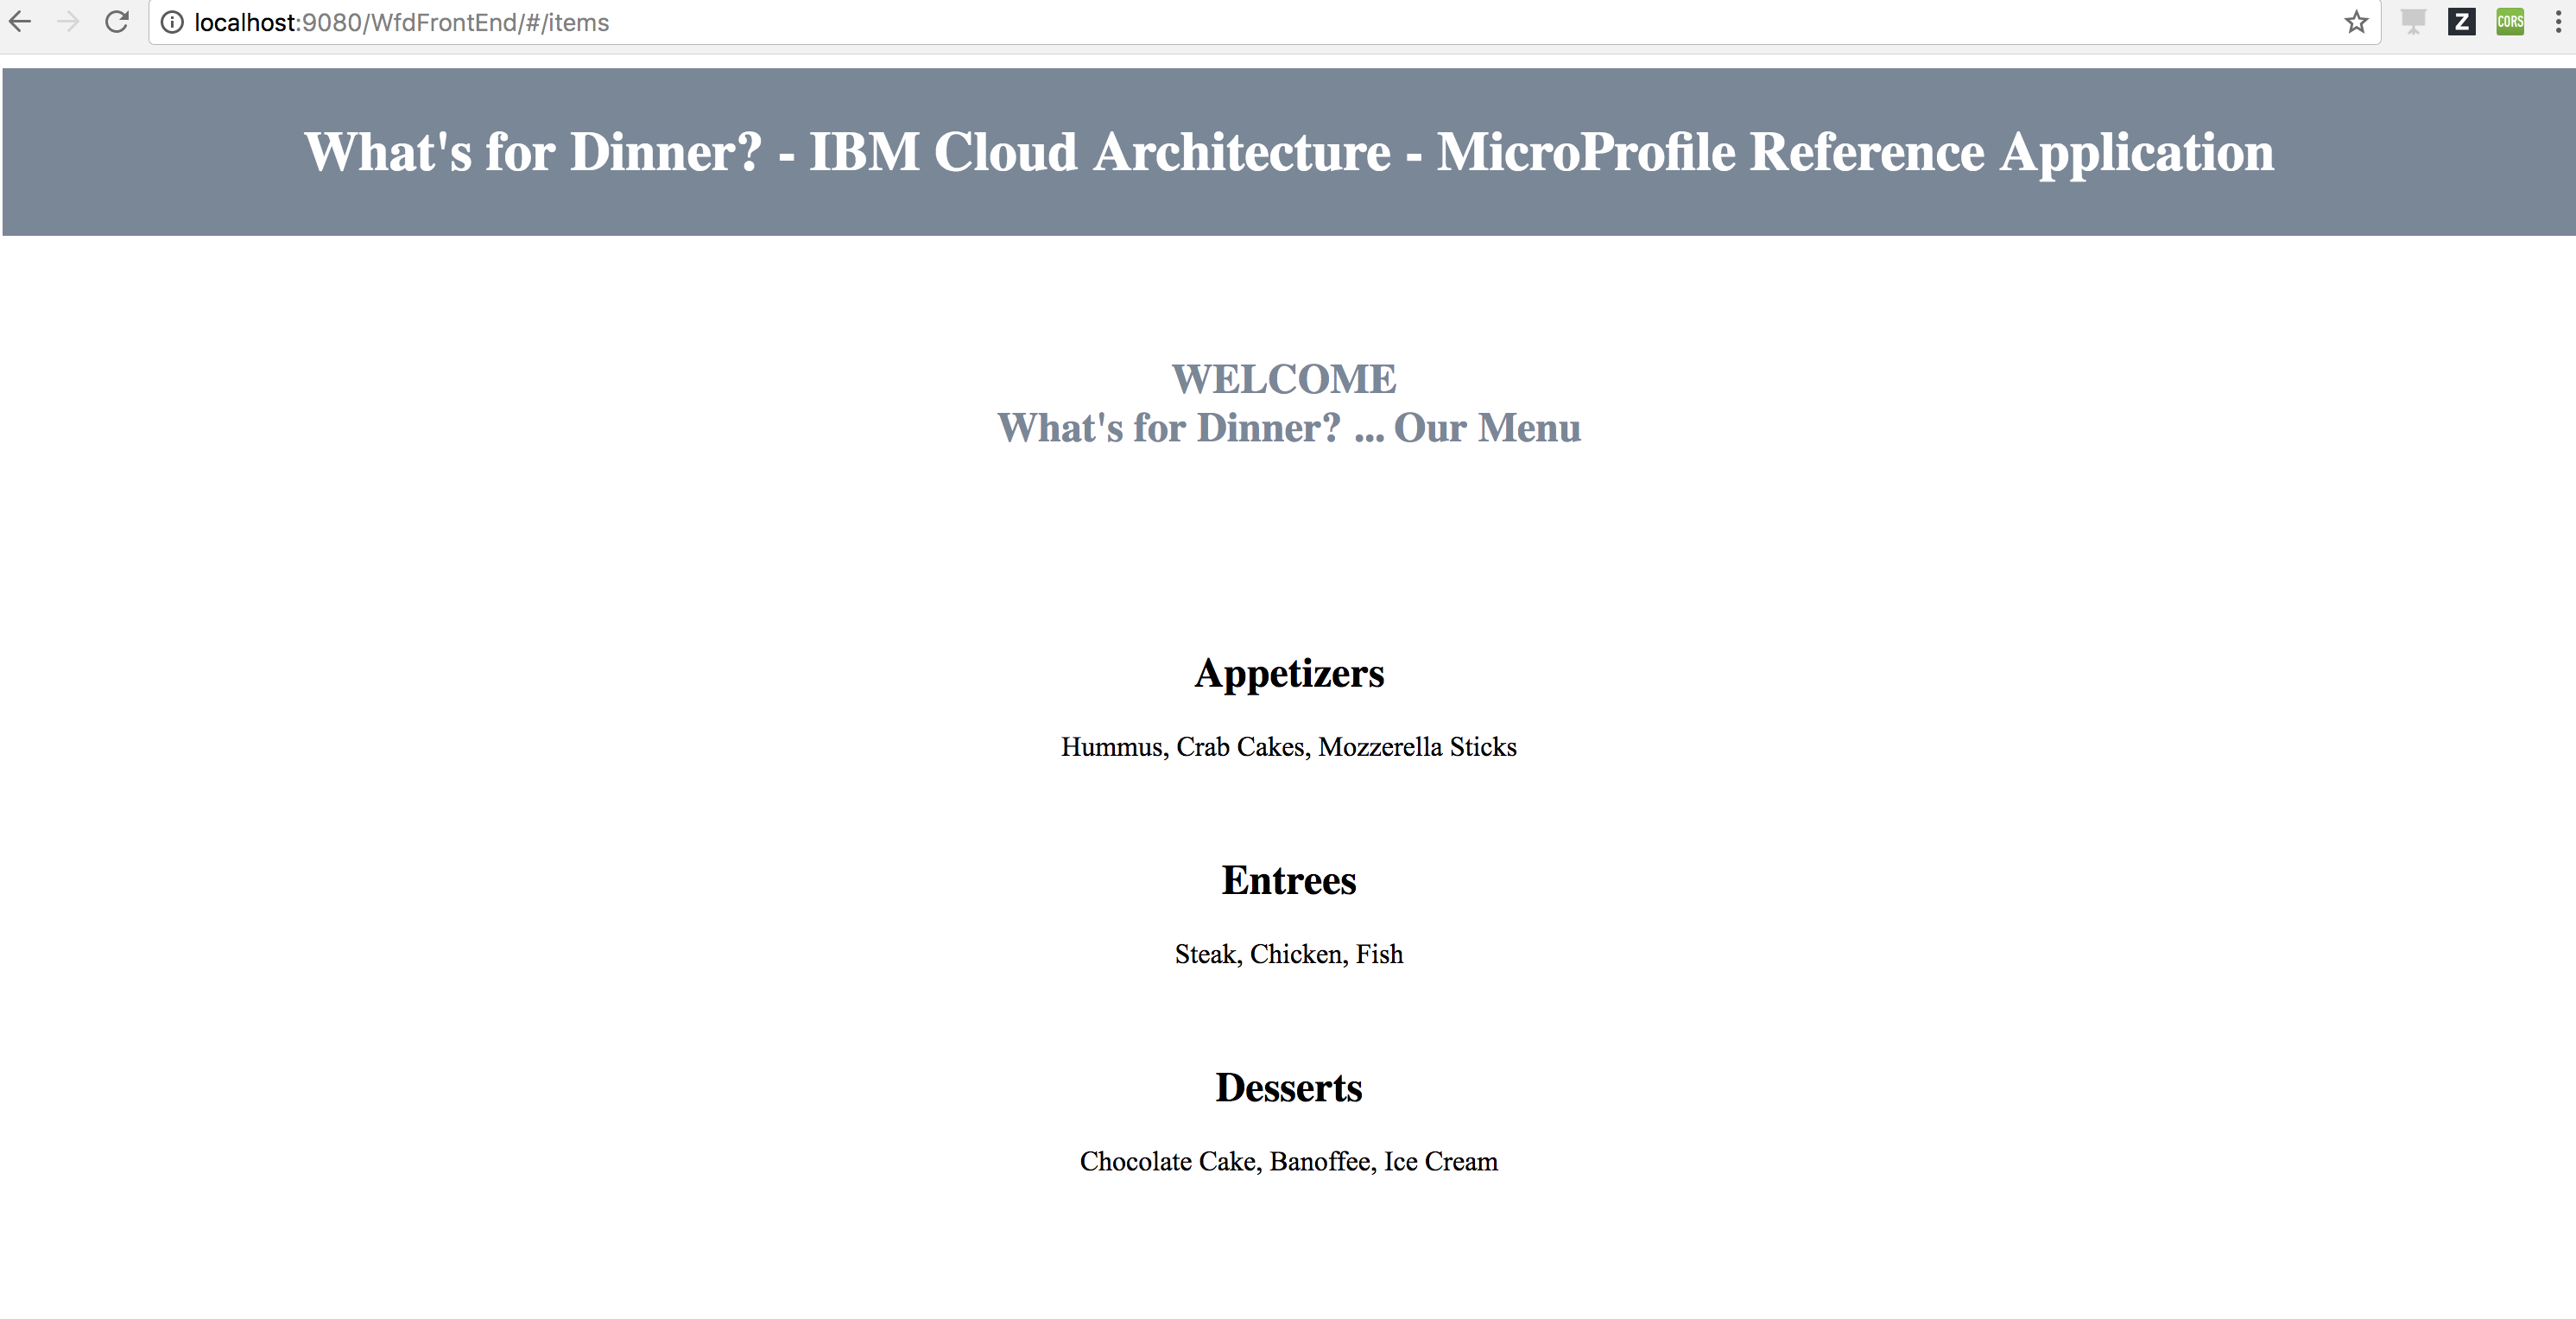 localhost:9080/WfdFrontEnd/#/items
Z
CORS
What's for Dinner? - IBM Cloud Architecture - MicroProfile Reference Application
WELCOME
What's for Dinner? ... Our Menu
Appetizers
Hummus, Crab Cakes, Mozzerella Sticks
Entrees
Steak, Chicken, Fish
Desserts
Chocolate Cake, Banoffee, Ice Cream